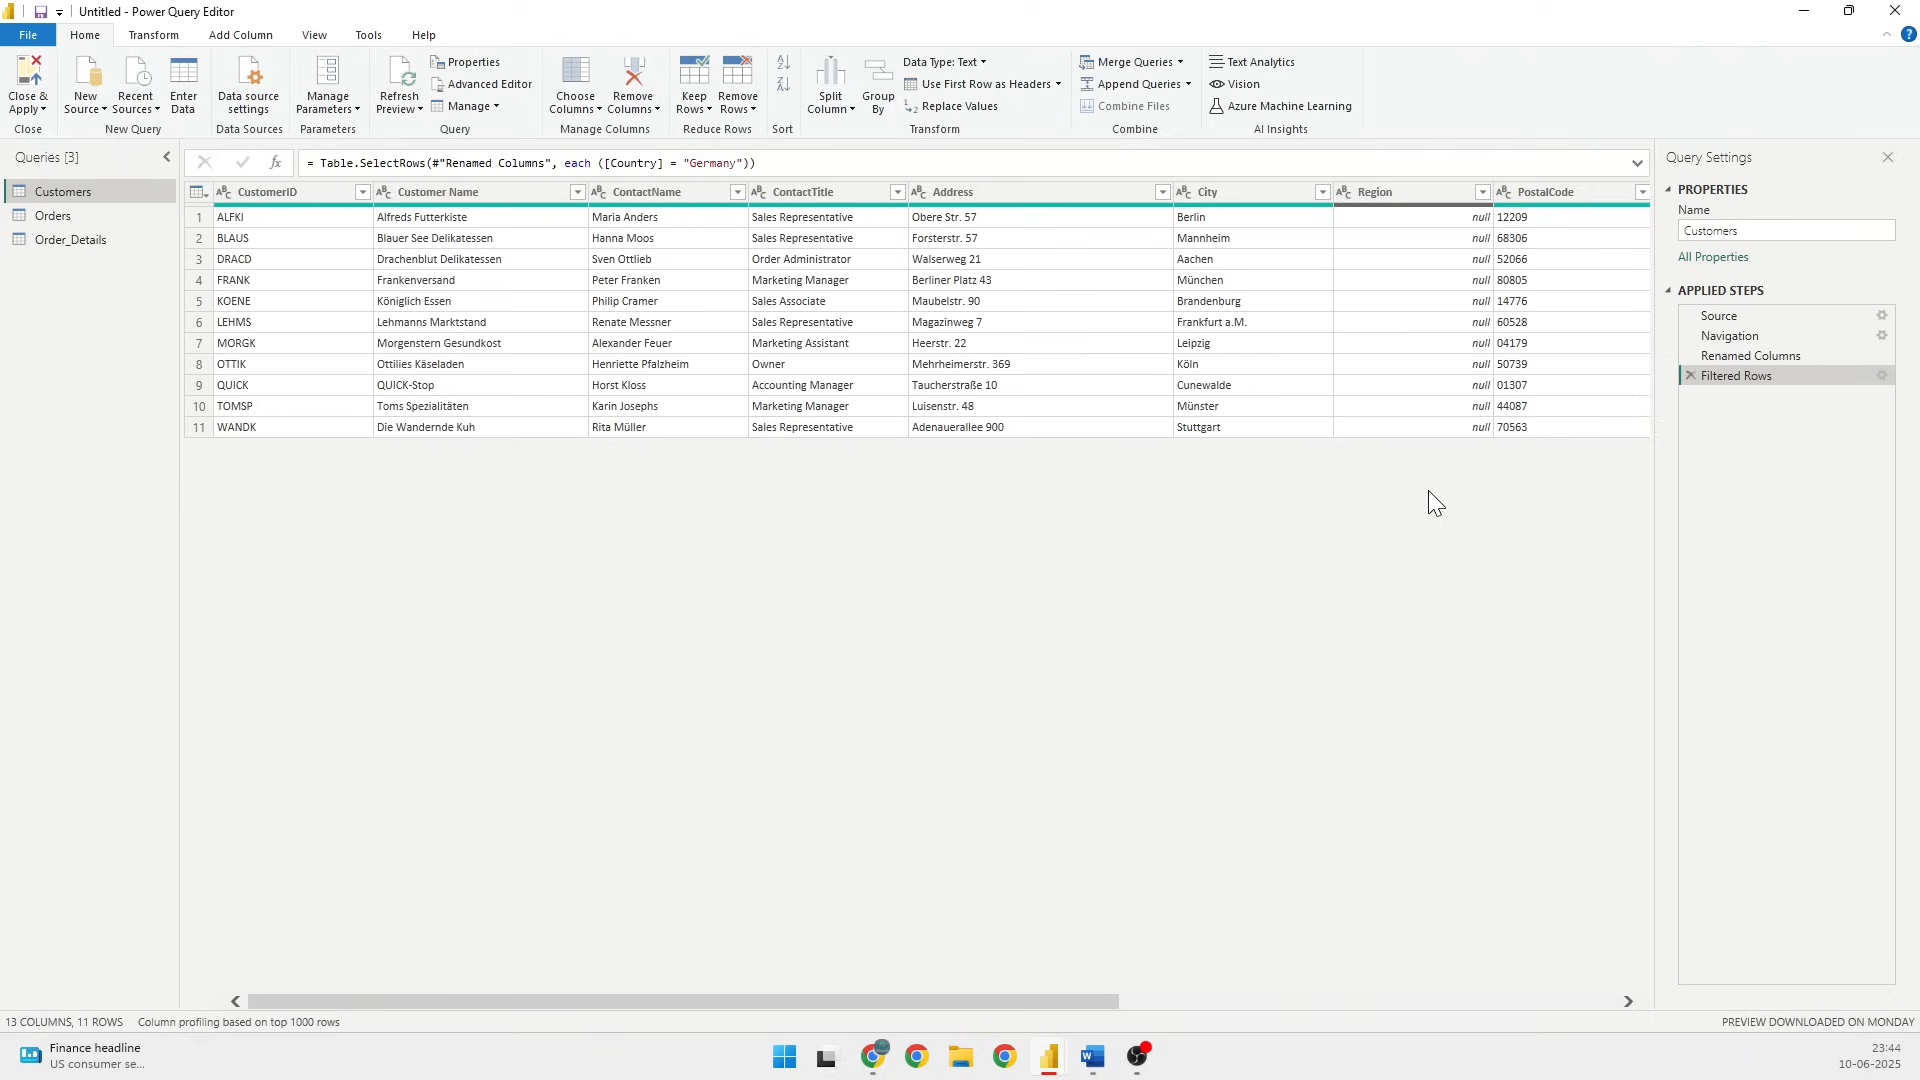 Untitled - Power Query Editor
File Home Transform Add Column View Tools Help
Close & Apply
Close
New Source
Recent Sources
Enter Data
New Query
Data source settings
Data Sources
Manage Parameters
Parameters
Refresh Preview
Properties
Advanced Editor
Manage
Query
Choose Columns
Remove Columns
Manage Columns
Keep Rows
Remove Rows
Reduce Rows
Sort
Split Column
Group By
Data Type: Text
Use First Row as Headers
Replace Values
Transform
Merge Queries
Append Queries
Combine Files
Combine
Text Analytics
Vision
Azure Machine Learning
AI Insights
Queries [3]
Customers
Orders
Order_Details
= Table.SelectRows(#"Renamed Columns", each ([Country] = "Germany"))
CustomerID Customer Name ContactName ContactTitle Address City Region PostalCode
1 ALFKI Alfreds Futterkiste Maria Anders Sales Representative Obere Str. 57 Berlin null 12209
2 BLAUS Blauer See Delikatessen Hanna Moos Sales Representative Forsterstr. 57 Mannheim null 68306
3 DRACD Drachenblut Delikatessen Sven Ottlieb Order Administrator Walserweg 21 Aachen null 52066
4 FRANK Frankenversand Peter Franken Marketing Manager Berliner Platz 43 München null 80805
5 KOENE Königlich Essen Philip Cramer Sales Associate Maubelstr. 90 Brandenburg null 14776
6 LEHMS Lehmanns Marktstand Renate Messner Sales Representative Magazinweg 7 Frankfurt a.M. null 60528
7 MORGK Morgenstern Gesundkost Alexander Feuer Marketing Assistant Heerstr. 22 Leipzig null 04179
8 OTTIK Ottilies Käseladen Henriette Pfalzheim Owner Mehrheimerstr. 369 Köln null 50739
9 QUICK QUICK-Stop Horst Kloss Accounting Manager Taucherstraße 10 Cunewalde null 01307
10 TOMSP Toms Spezialitäten Karin Josephs Marketing Manager Luisenstr. 48 Münster null 44087
11 WANDK Die Wandernde Kuh Rita Müller Sales Representative Adenauerallee 900 Stuttgart null 70563
Query Settings
PROPERTIES
Name
Customers
All Properties
APPLIED STEPS
Source
Navigation
Renamed Columns
Filtered Rows
13 COLUMNS, 11 ROWS Column profiling based on top 1000 rows
PREVIEW DOWNLOADED ON MONDAY
Finance headline
US consumer se...
23:44
10-06-2025